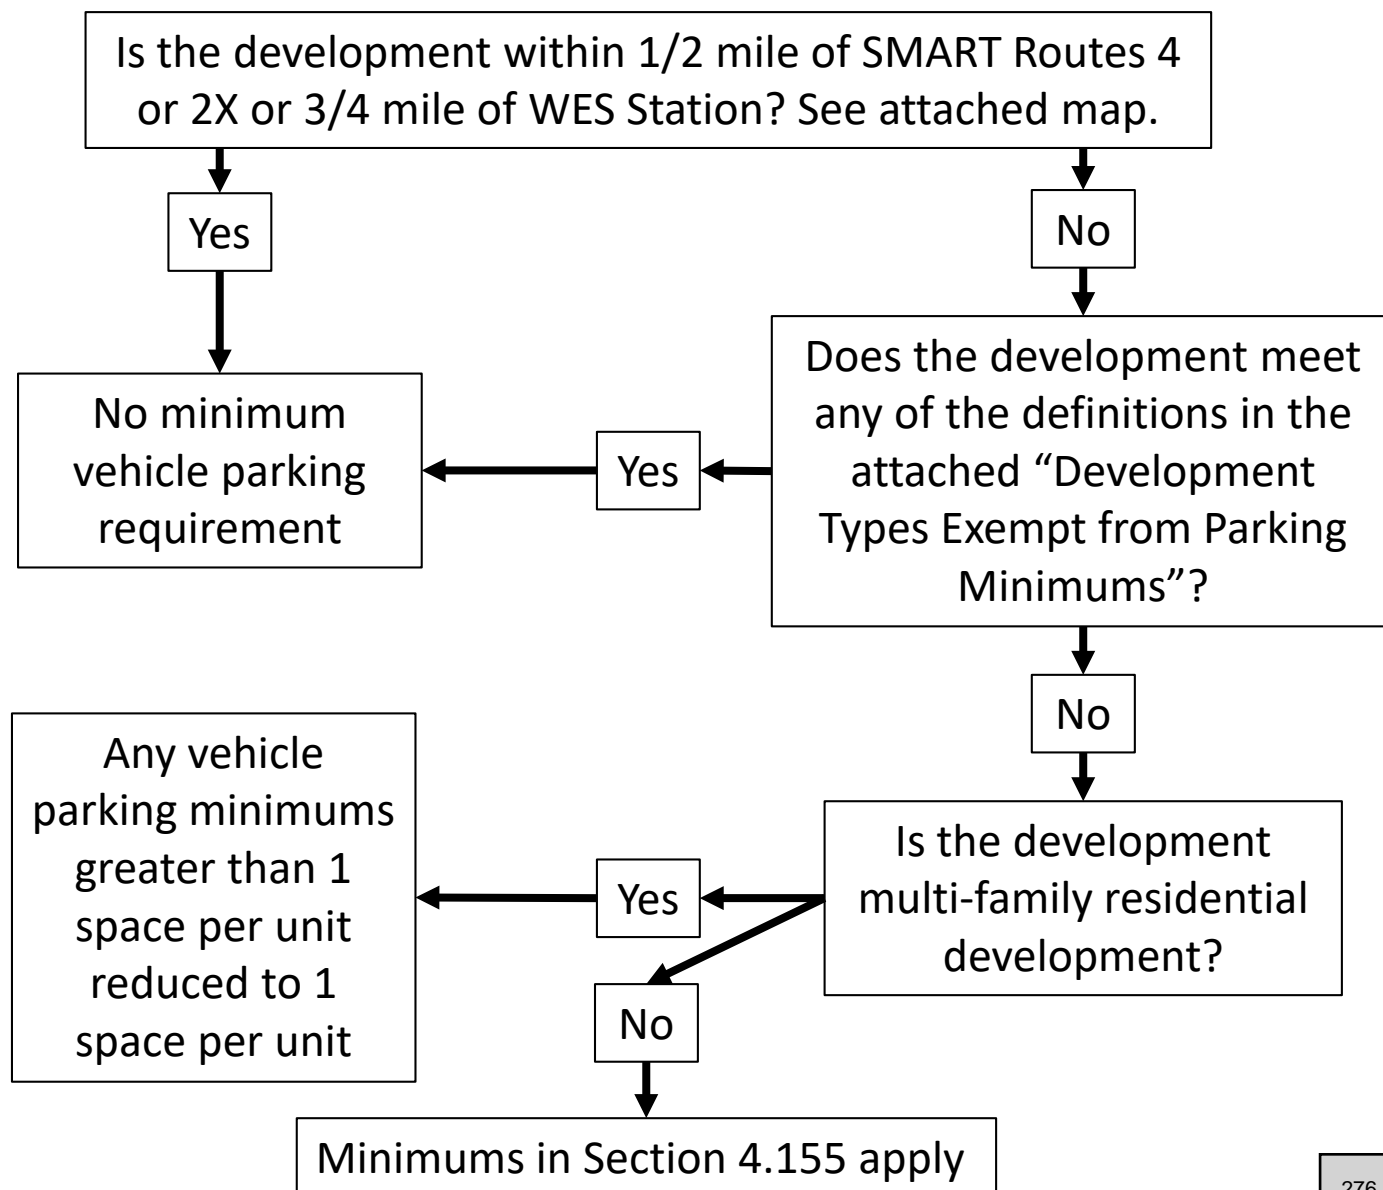 Is the development within 1/2 mile of SMART Routes 4
or 2X or 3/4 mile of WES Station? See attached map.
Yes
No
No minimum
vehicle parking
requirement
Yes
Does the development meet
any of the definitions in the
attached “Development
Types Exempt from Parking
Minimums”?
No
Any vehicle
parking minimums
greater than 1
space per unit
reduced to 1
space per unit
Yes
Is the development
multi-family residential
development?
No
Minimums in Section 4.155 apply
276